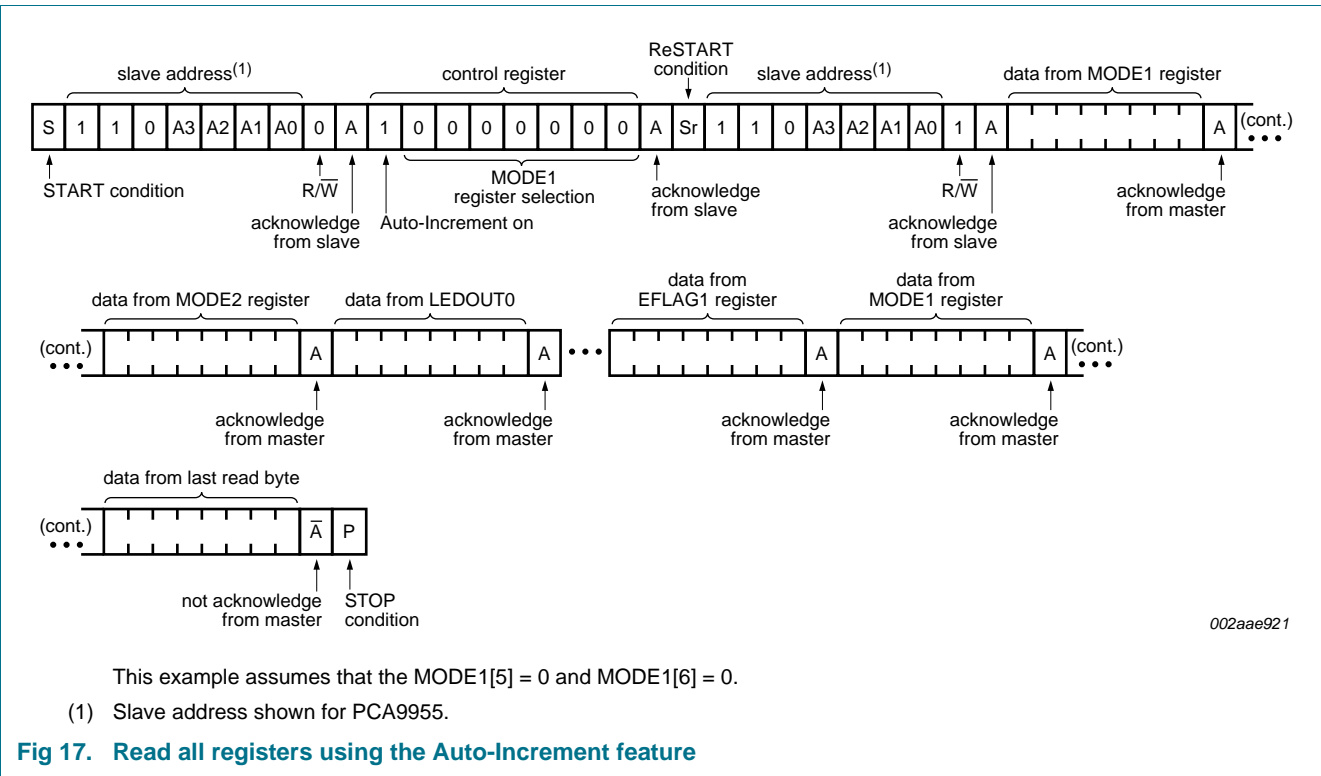 ReSTART
condition
slave address(1)
control register
slave address(1)
data from MODE1 register
S 1 1 0 A3 A2 A1 A0 0 A 1 0 0 0 0 0 0 0 A Sr 1 1 0 A3 A2 A1 A0 1 A A (cont.)
START condition
R/W̅
acknowledge
from slave
Auto-Increment on
MODE1
register selection
acknowledge
from slave
R/W̅
acknowledge
from slave
acknowledge
from master
data from MODE2 register
data from LEDOUT0
data from
EFLAG1 register
data from
MODE1 register
(cont.) A A A A (cont.)
acknowledge
from master
acknowledge
from master
acknowledge
from master
acknowledge
from master
data from last read byte
(cont.) A̅ P
not acknowledge
from master
STOP
condition
002aae921
This example assumes that the MODE1[5] = 0 and MODE1[6] = 0.
(1) Slave address shown for PCA9955.
Fig 17. Read all registers using the Auto-Increment feature